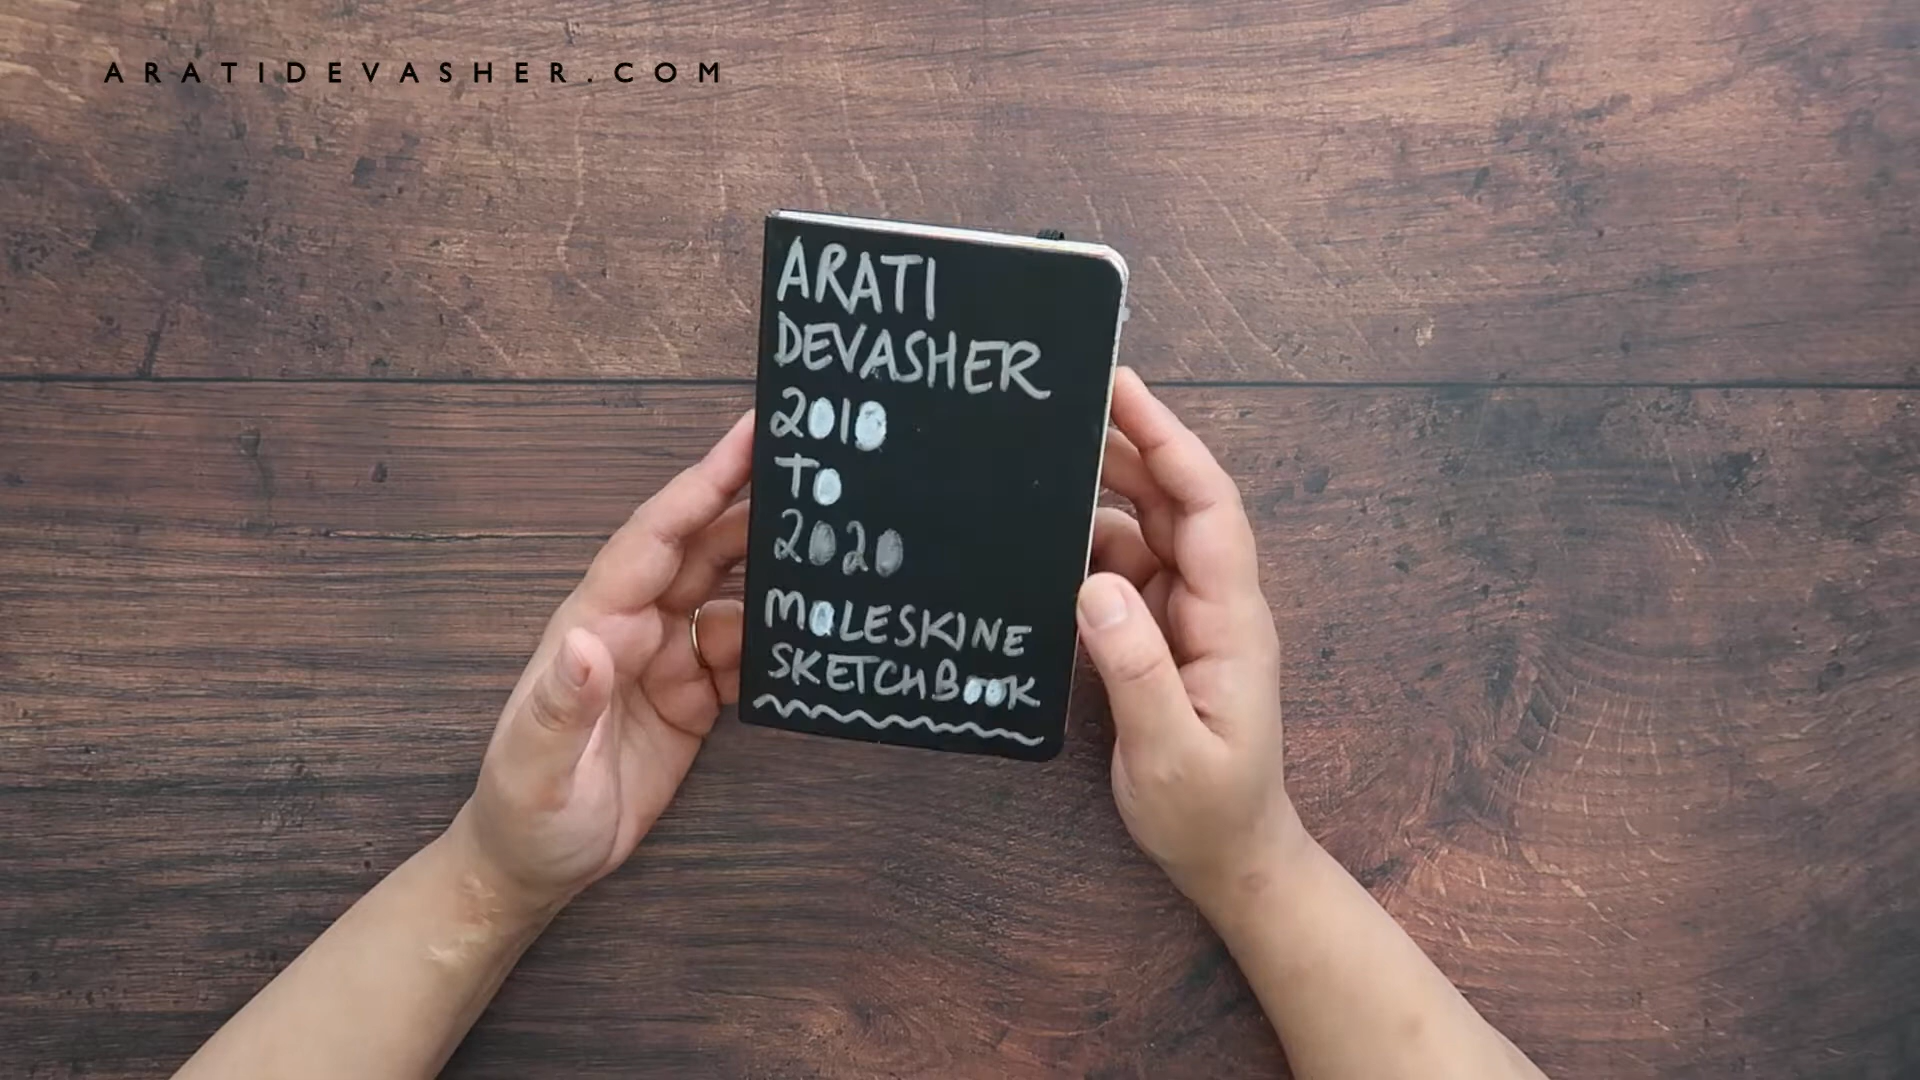 ARATIDEVASHER.COM
ARATI
DEVASHER
2010
TO
2020
MOLESKINE
SKETCHBOOK